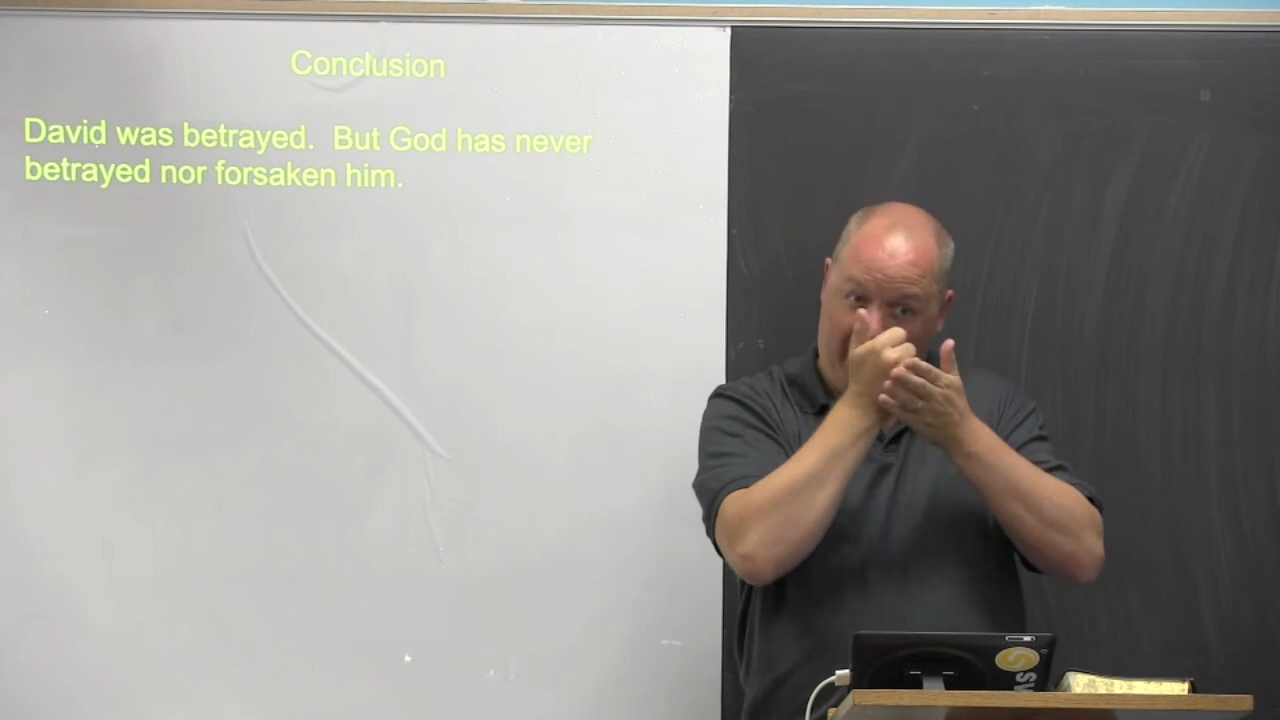 Conclusion
David was betrayed.  But God has never
betrayed nor forsaken him.